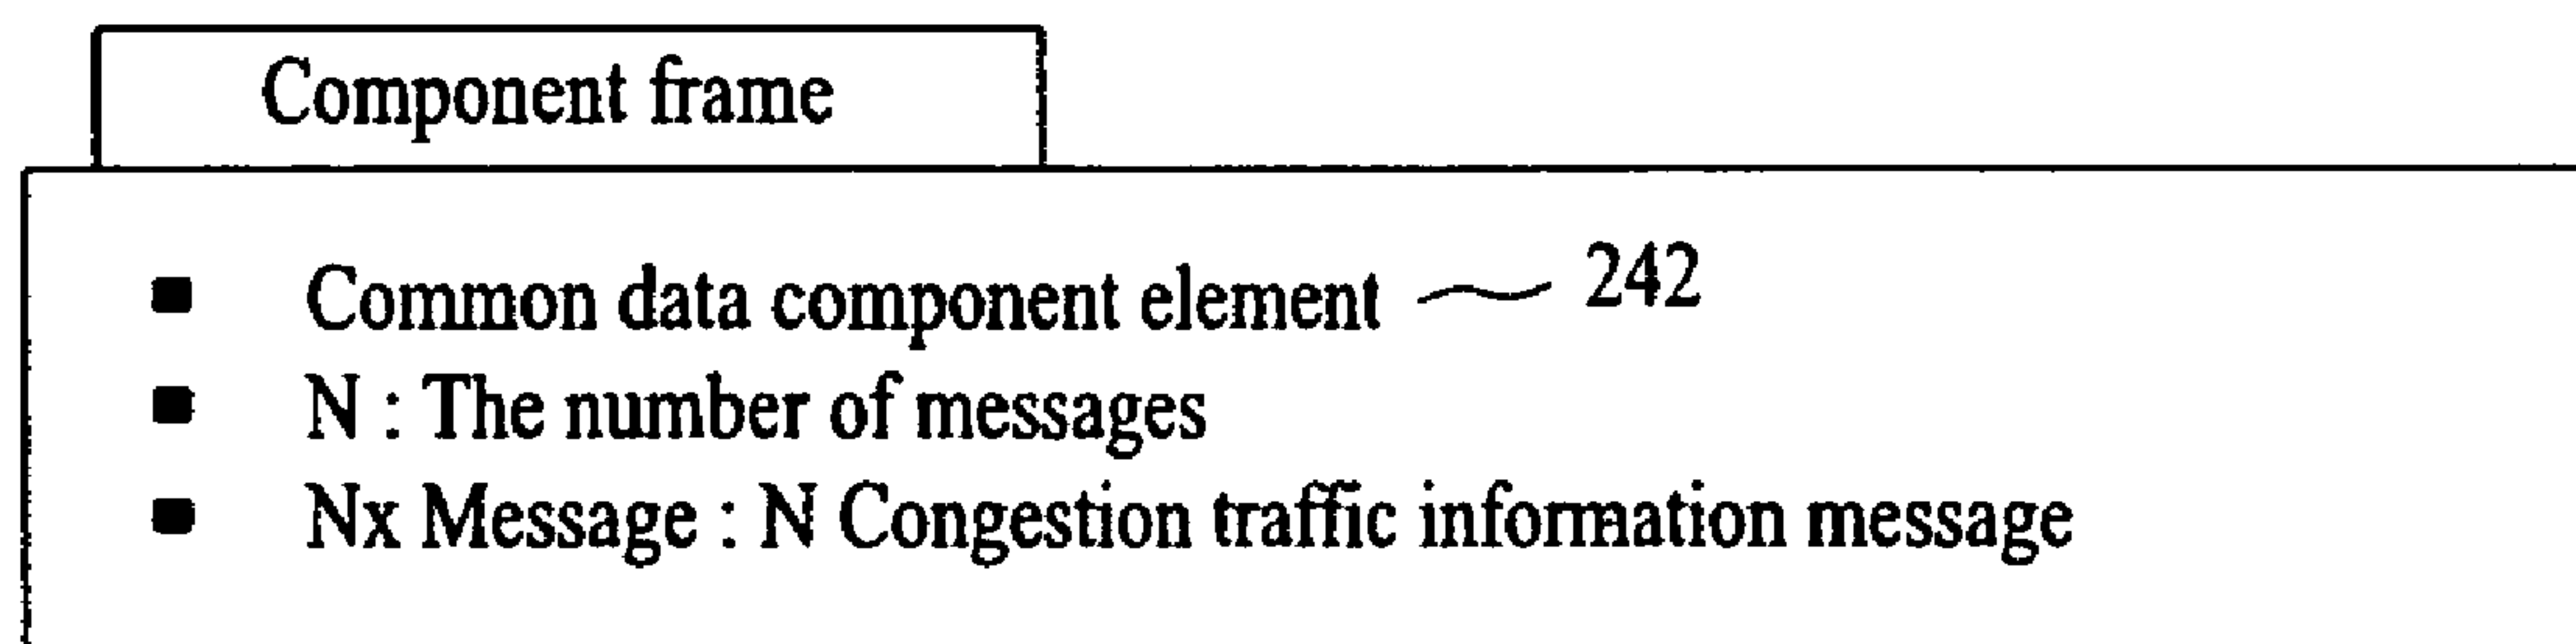 Component frame
■ Common data component element 242
■ N : The number of messages
■ Nx Message : N Congestion traffic information message